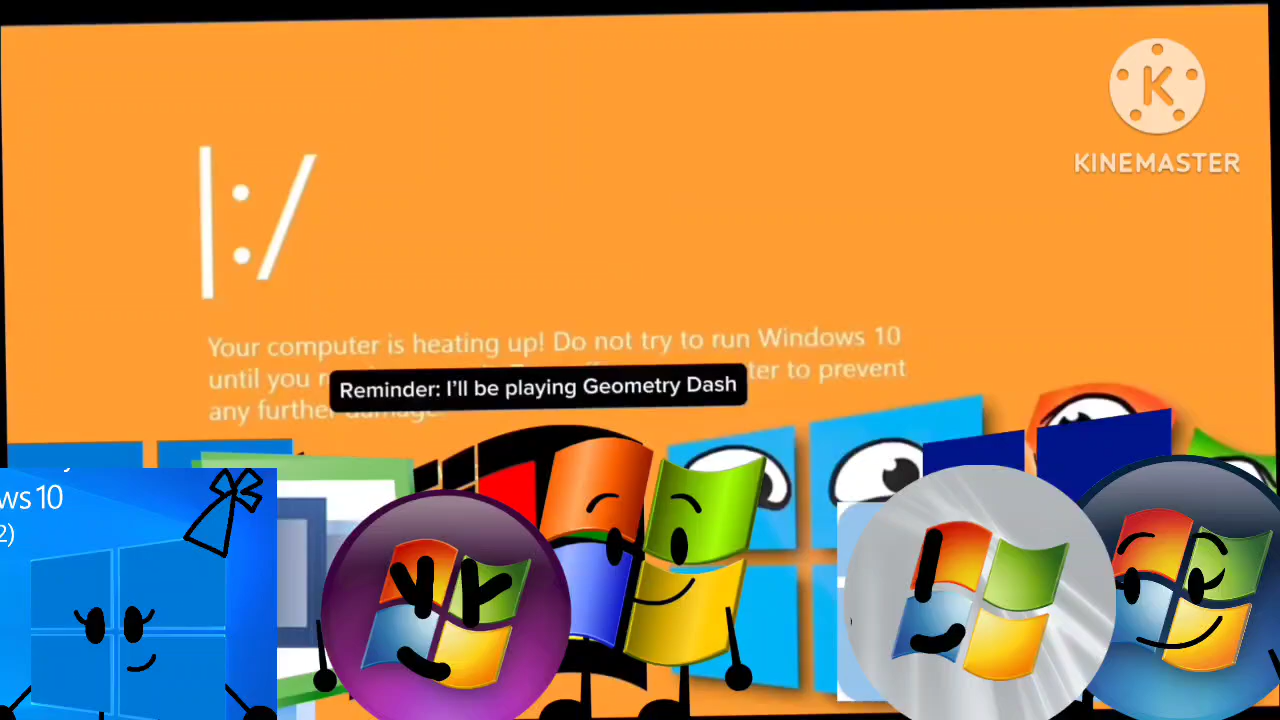 K
KINEMASTER
|:/
Your computer is heating up! Do not try to run Windows 10
until you ter to prevent
any further damage.
Reminder: I'll be playing Geometry Dash
ws 10
2)